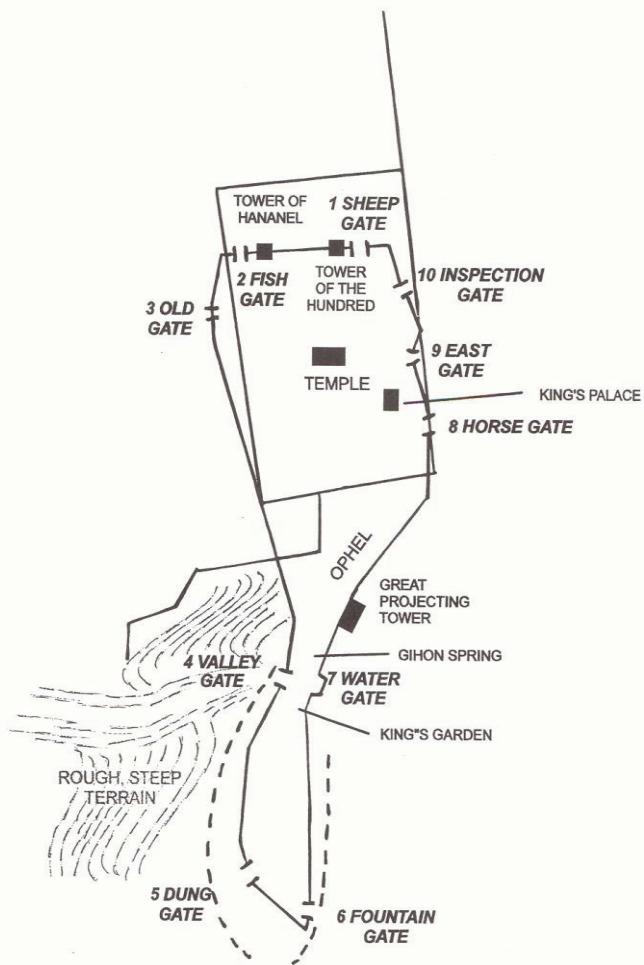 TOWER OF
HANANEL
1 SHEEP
GATE
2 FISH
GATE
TOWER
OF THE
HUNDRED
10 INSPECTION
GATE
3 OLD
GATE
9 EAST
GATE
TEMPLE
KING'S PALACE
8 HORSE GATE
OPHEL
GREAT
PROJECTING
TOWER
GIHON SPRING
4 VALLEY
GATE
7 WATER
GATE
KING"S GARDEN
ROUGH, STEEP
TERRAIN
5 DUNG
GATE
6 FOUNTAIN
GATE